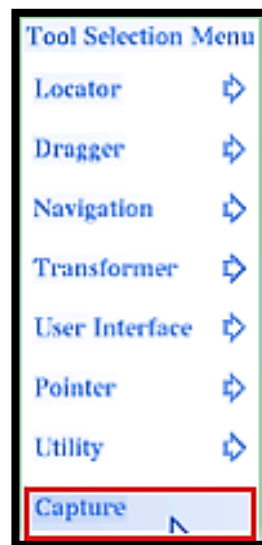 Tool Selection Menu
Locator
Dragger
Navigation
Transformer
User Interface
Pointer
Utility
Capture